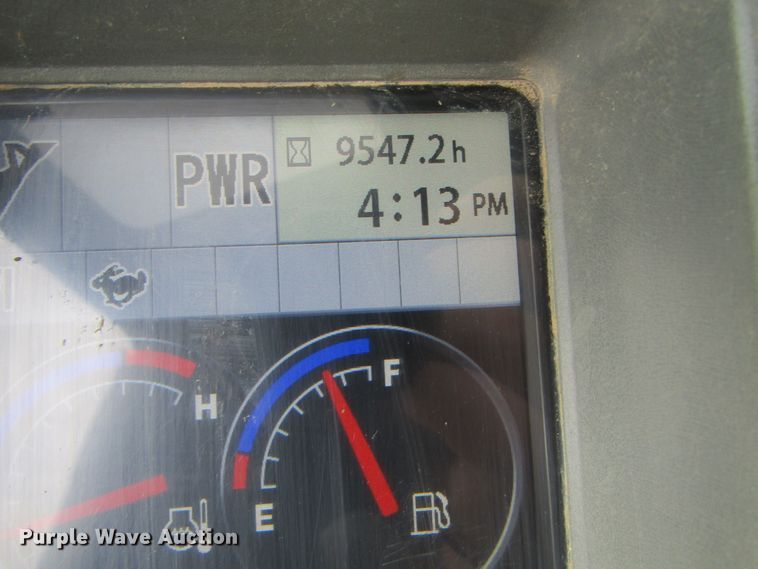 PWR
9547.2h
4:13 PM
H
F
E
Purple Wave Auction